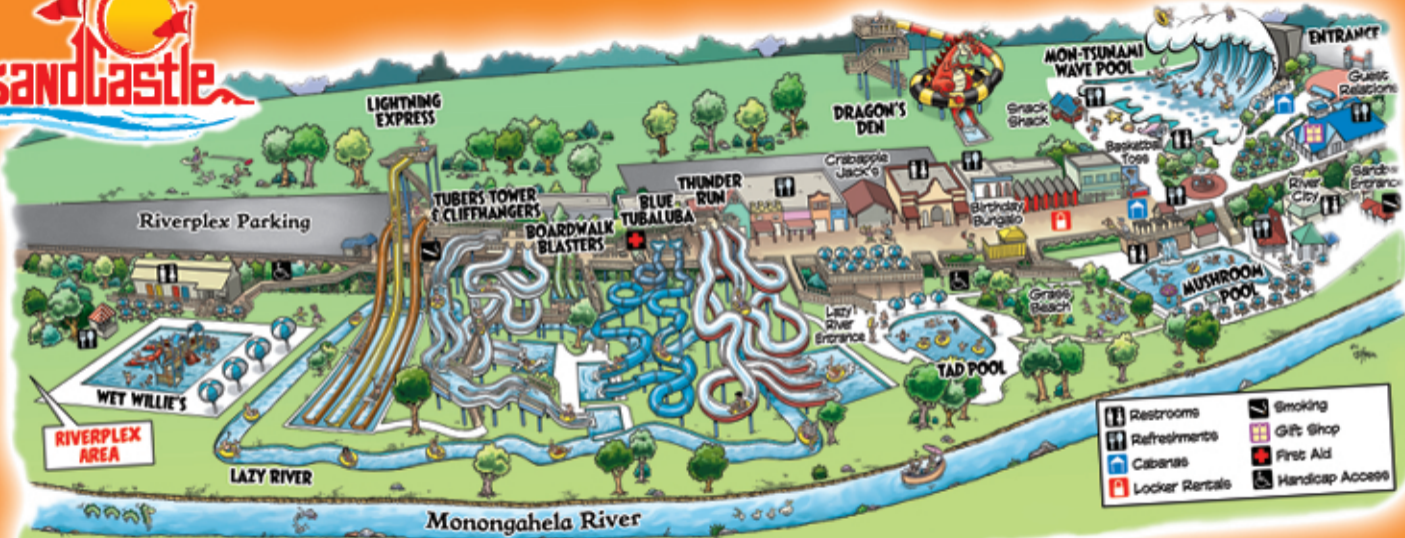 sandcastle
LIGHTNING
EXPRESS
Riverplex Parking
TUBERS TOWER
& CLIFFHANGERS
BOARDWALK
BLASTERS
BLUE
TUBALUBA
THUNDER
RUN
DRAGON'S
DEN
MON-TSUNAMI
WAVE POOL
ENTRANCE
Guest
Relations
Snack
Shack
Basketball
Toss
Crabapple
Jack's
Birthday
Bungalo
River
City
Entrance
MUSHROOM
POOL
Grass
Beach
Lazy
River
Entrance
TAD POOL
WET WILLIE'S
RIVERPLEX
AREA
LAZY RIVER
Monongahela River
Restrooms
Refreshments
Cabanas
Locker Rentals
Smoking
Gift Shop
First Aid
Handicap Access